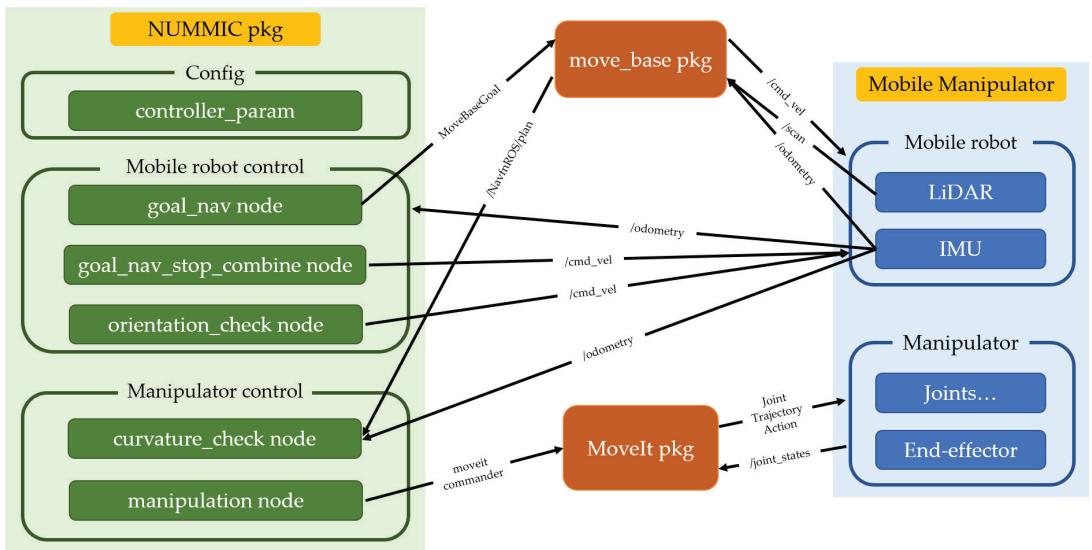 NUMMIC pkg
Config
controller_param
Mobile robot control
goal_nav node
goal_nav_stop_combine node
orientation_check node
Manipulator control
curvature_check node
manipulation node
MoveBaseGoal
/NavfnROS/plan
/odometry
/cmd_vel
/cmd_vel
/odometry
moveit
commander
move_base pkg
MoveIt pkg
/cmd_vel
/scan
/odometry
Joint
Trajectory
Action
/joint_states
Mobile Manipulator
Mobile robot
LiDAR
IMU
Manipulator
Joints…
End-effector